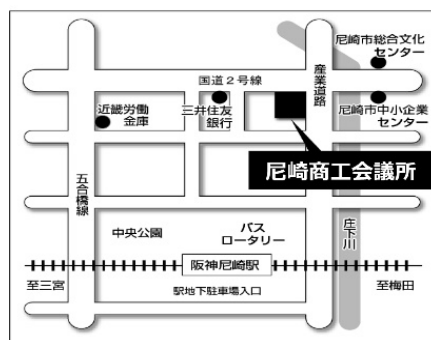 尼崎市総合文化
センター
国道2号線
産業道路
近畿労働
金庫
三井住友
銀行
尼崎市中小企業
センター
尼崎商工会議所
五合橋線
中央公園
バス
ロータリー
庄下川
阪神尼崎駅
至三宮
駅地下駐車場入口
至梅田